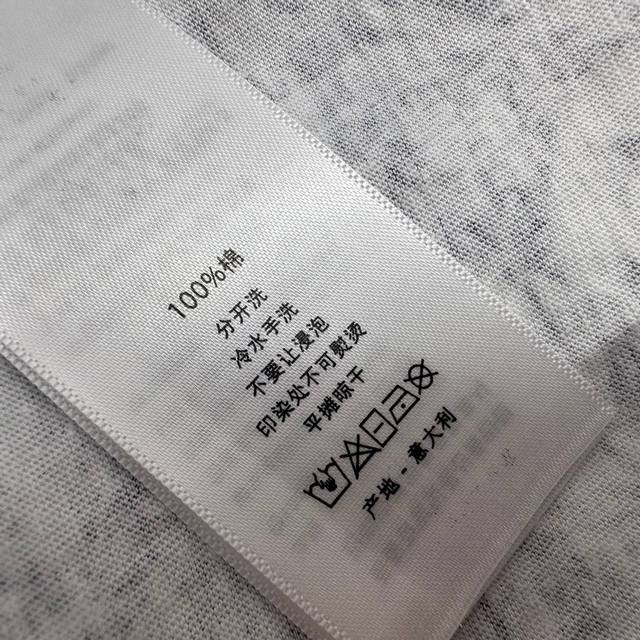 100%棉
分开洗
冷水手洗
不要让浸泡
印染处不可熨烫
平摊晾干
产地 - 意大利